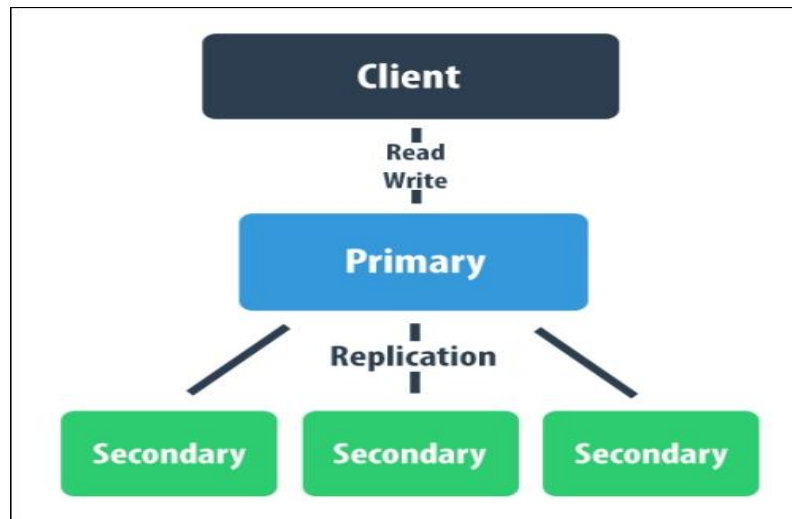 Client
Read
Write
Primary
Replication
Secondary
Secondary
Secondary